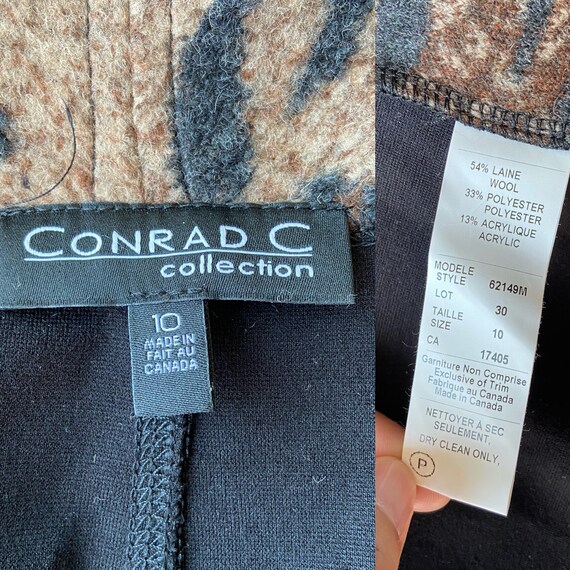 CONRAD C
collection
10
MADE IN
FAIT AU
CANADA
54% LAINE
WOOL
33% POLYESTER
POLYESTER
13% ACRYLIQUE
ACRYLIC
MODELE
STYLE 62149M
LOT 30
TAILLE
SIZE 10
CA 17405
Garniture Non Comprise
Exclusive of Trim
Fabrique au Canada
Made in Canada
NETTOYER À SEC
SEULEMENT.
DRY CLEAN ONLY.
P